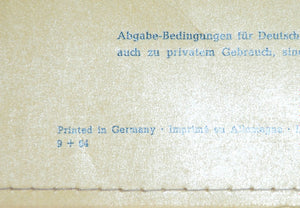 Abgabe-Bedingungen für Deutsch
auch zu privatem Gebrauch, sin
Printed in Germany · Imprimé en Allemagne ·
9 + 94